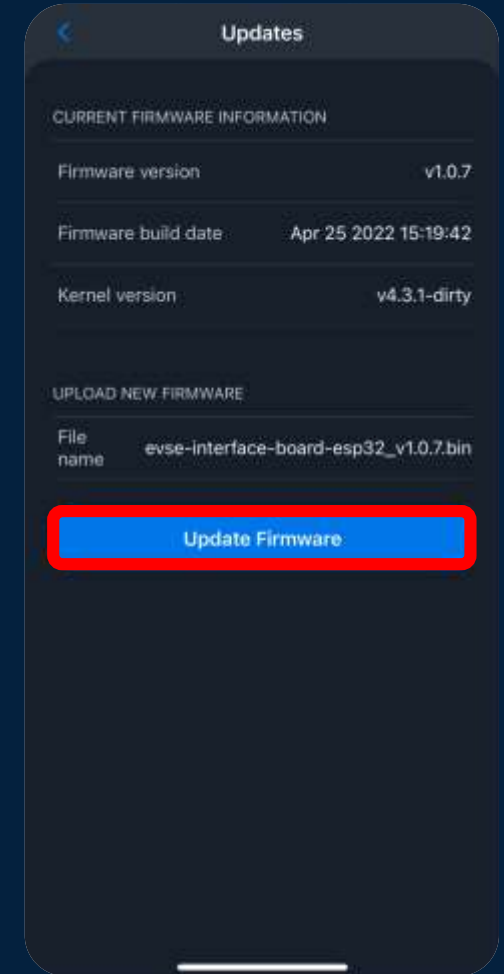 Updates
CURRENT FIRMWARE INFORMATION
Firmware version v1.0.7
Firmware build date Apr 25 2022 15:19:42
Kernel version v4.3.1-dirty
UPLOAD NEW FIRMWARE
File name evse-interface-board-esp32_v1.0.7.bin
Update Firmware